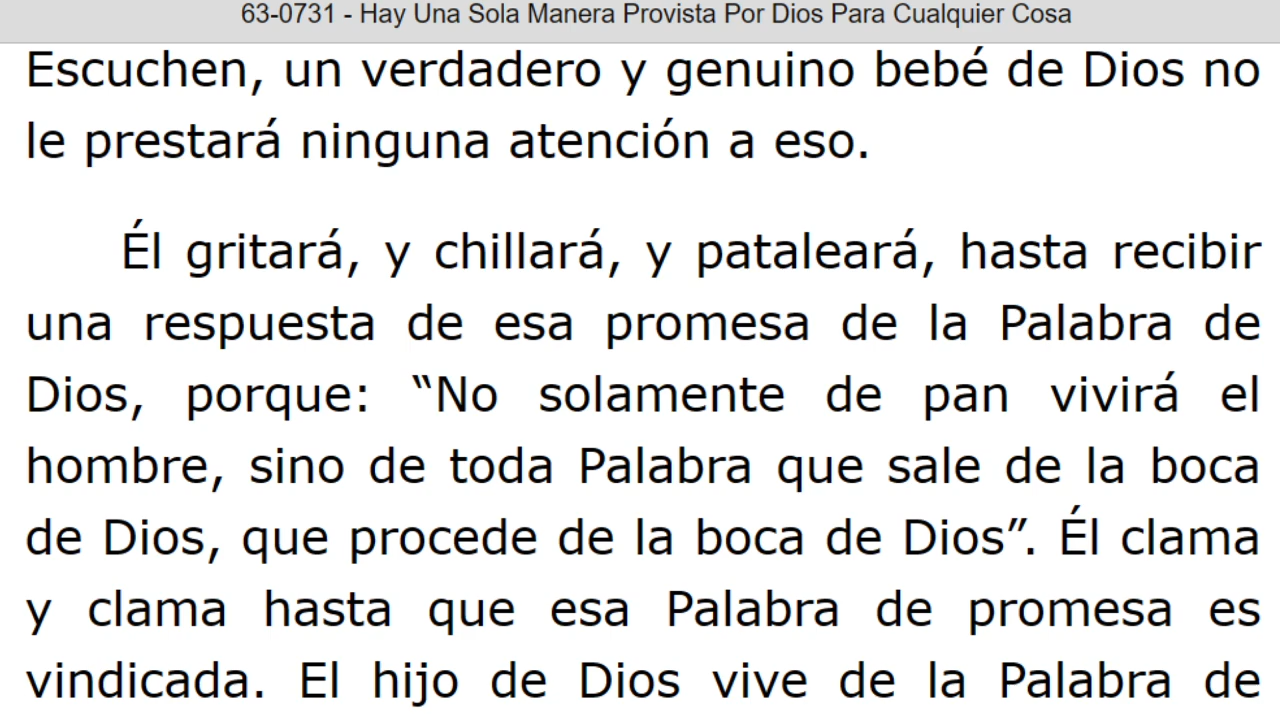 63-0731 - Hay Una Sola Manera Provista Por Dios Para Cualquier Cosa
Escuchen, un verdadero y genuino bebé de Dios no
le prestará ninguna atención a eso.
Él gritará, y chillará, y pataleará, hasta recibir
una respuesta de esa promesa de la Palabra de
Dios, porque: “No solamente de pan vivirá el
hombre, sino de toda Palabra que sale de la boca
de Dios, que procede de la boca de Dios”. Él clama
y clama hasta que esa Palabra de promesa es
vindicada. El hijo de Dios vive de la Palabra de